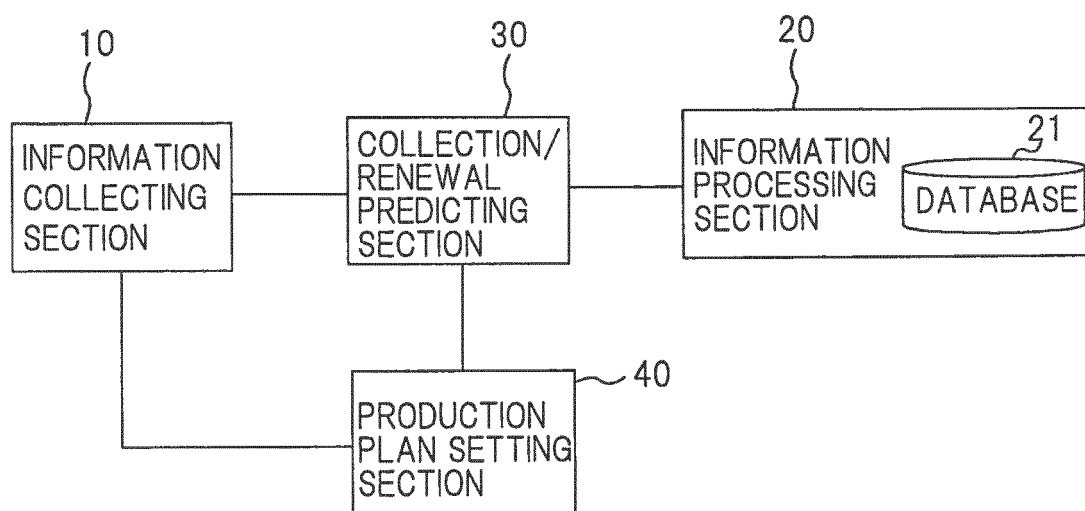 10
30
20
INFORMATION
COLLECTING
SECTION
COLLECTION/
RENEWAL
PREDICTING
SECTION
INFORMATION
PROCESSING
SECTION
21
DATABASE
40
PRODUCTION
PLAN SETTING
SECTION